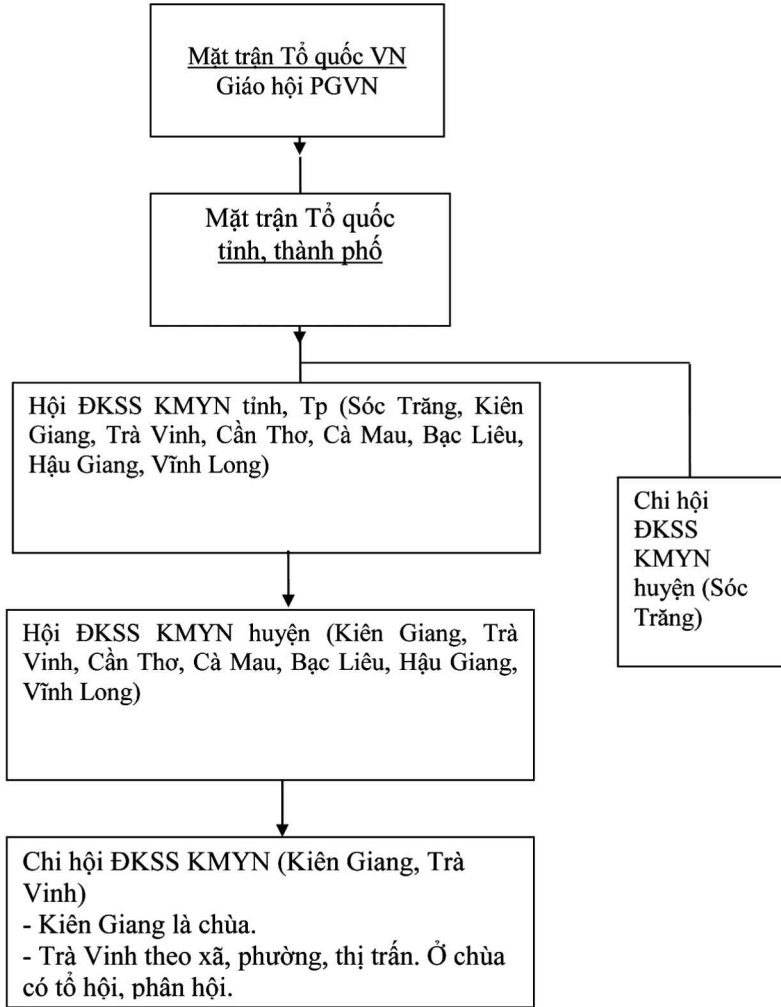 Mặt trận Tổ quốc VN
Giáo hội PGVN
Mặt trận Tổ quốc
tỉnh, thành phố
Hội ĐKSS KMYN tỉnh, Tp (Sóc Trăng, Kiên
Giang, Trà Vinh, Cần Thơ, Cà Mau, Bạc Liêu,
Hậu Giang, Vĩnh Long)
Chi hội
ĐKSS
KMYN
huyện (Sóc
Trăng)
Hội ĐKSS KMYN huyện (Kiên Giang, Trà
Vinh, Cần Thơ, Cà Mau, Bạc Liêu, Hậu Giang,
Vĩnh Long)
Chi hội ĐKSS KMYN (Kiên Giang, Trà
Vinh)
- Kiên Giang là chùa.
- Trà Vinh theo xã, phường, thị trấn. Ở chùa
có tổ hội, phân hội.